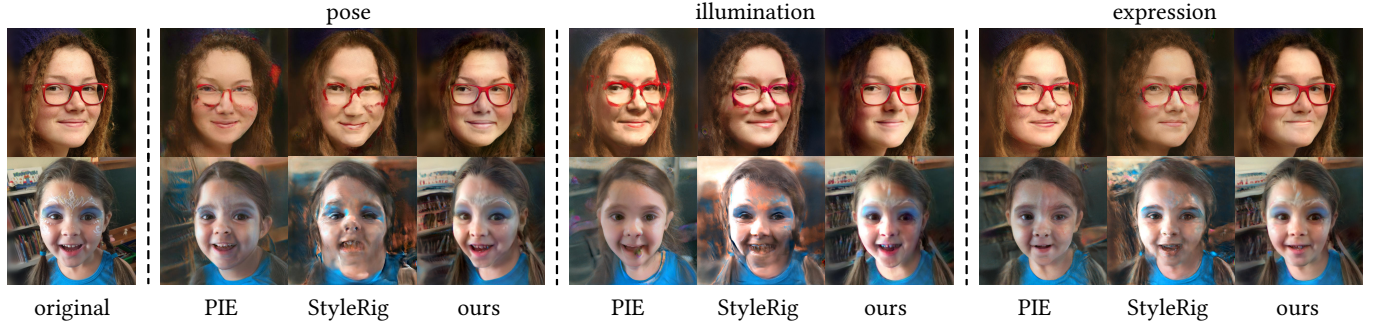 pose illumination expression
original PIE StyleRig ours PIE StyleRig ours PIE StyleRig ours